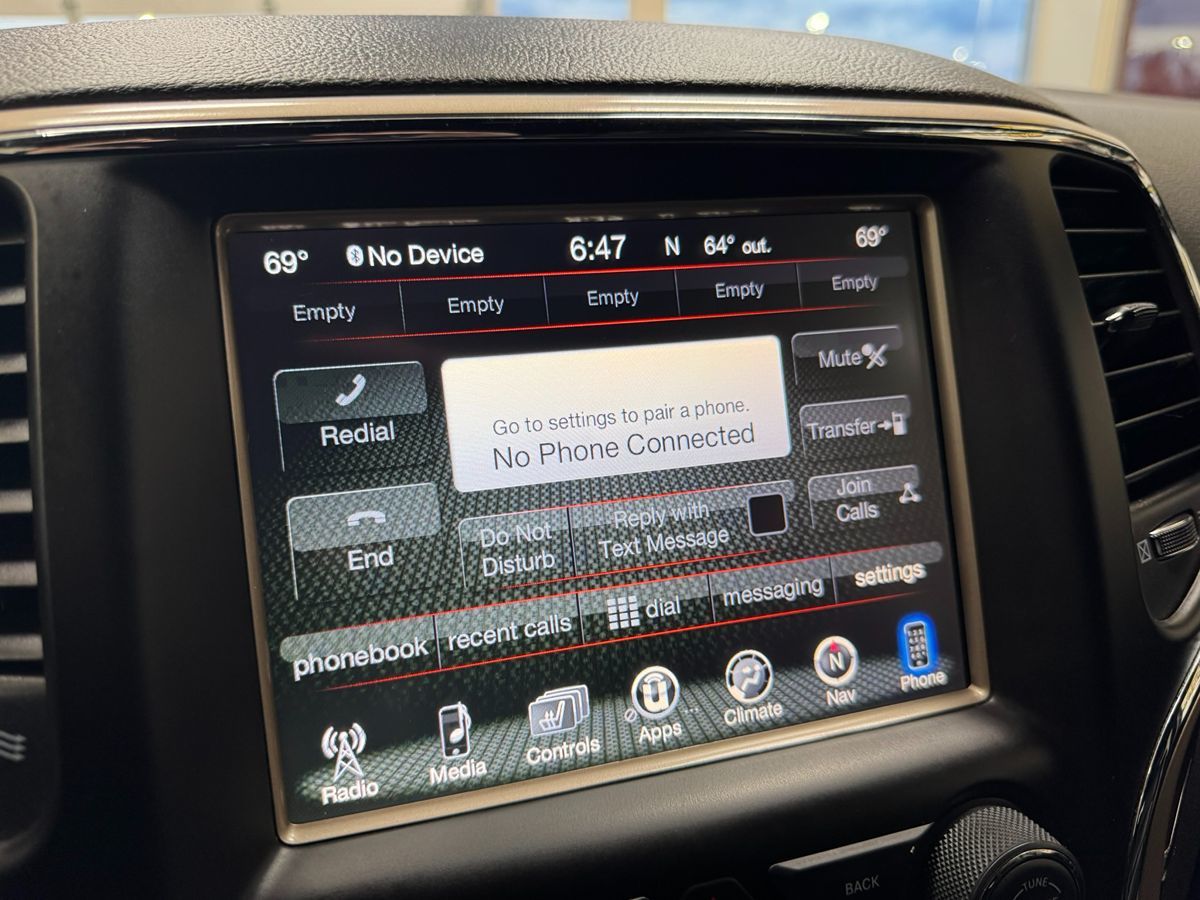 69° No Device 6:47 N 64° out. 69°
Empty Empty Empty Empty Empty
Redial
Go to settings to pair a phone.
No Phone Connected
Mute
Transfer
Join
Calls
End
Do Not
Disturb
Reply with
Text Message
phonebook recent calls dial messaging settings
Radio Media Controls Apps Climate N Nav Phone
BACK
TUNE